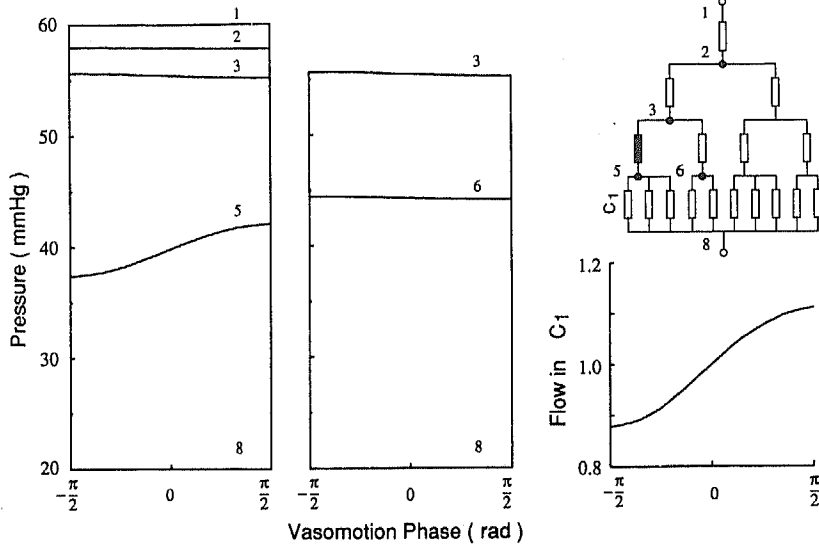 60
50
40
30
20
Pressure ( mmHg )
1
2
3
5
8
-π/2
0
π/2
3
6
8
-π/2
0
π/2
Vasomotion Phase ( rad )
1
2
3
5
6
C1
8
1.2
1.0
0.8
Flow in C1
-π/2
0
π/2